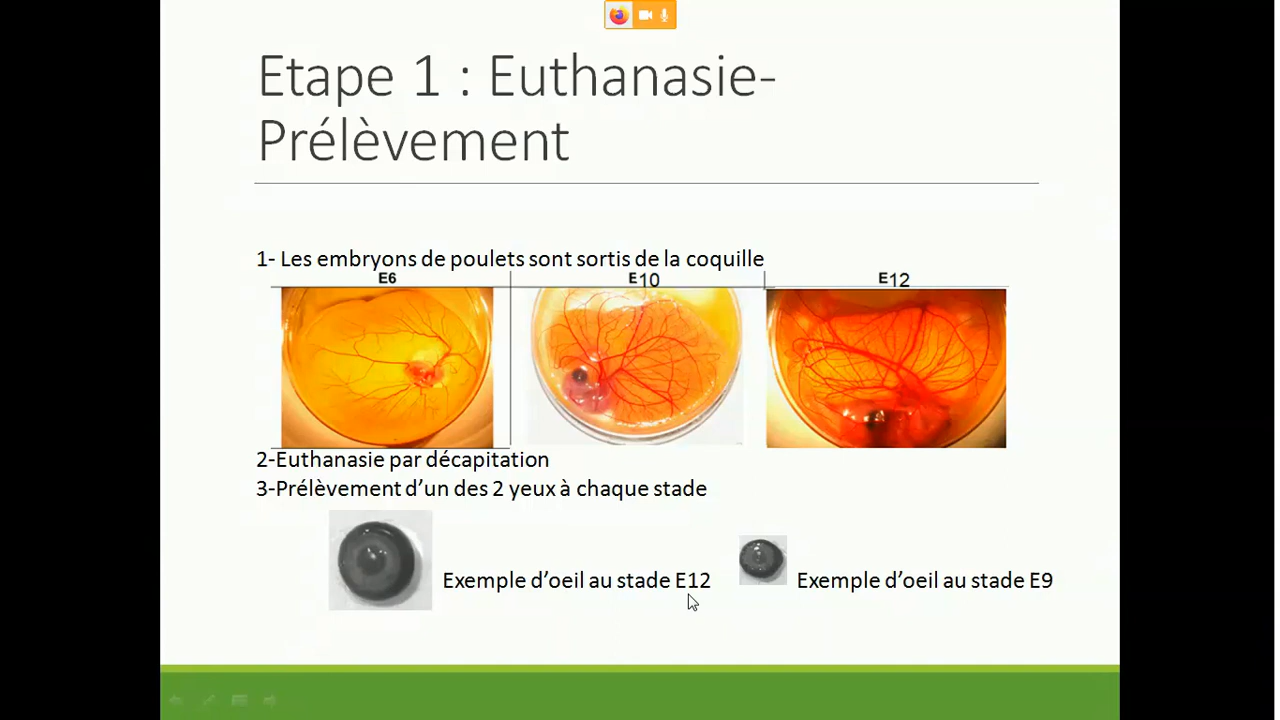 Etape 1 : Euthanasie-
Prélèvement
1- Les embryons de poulets sont sortis de la coquille
E6
E10
E12
2-Euthanasie par décapitation
3-Prélèvement d’un des 2 yeux à chaque stade
Exemple d’oeil au stade E12
Exemple d’oeil au stade E9